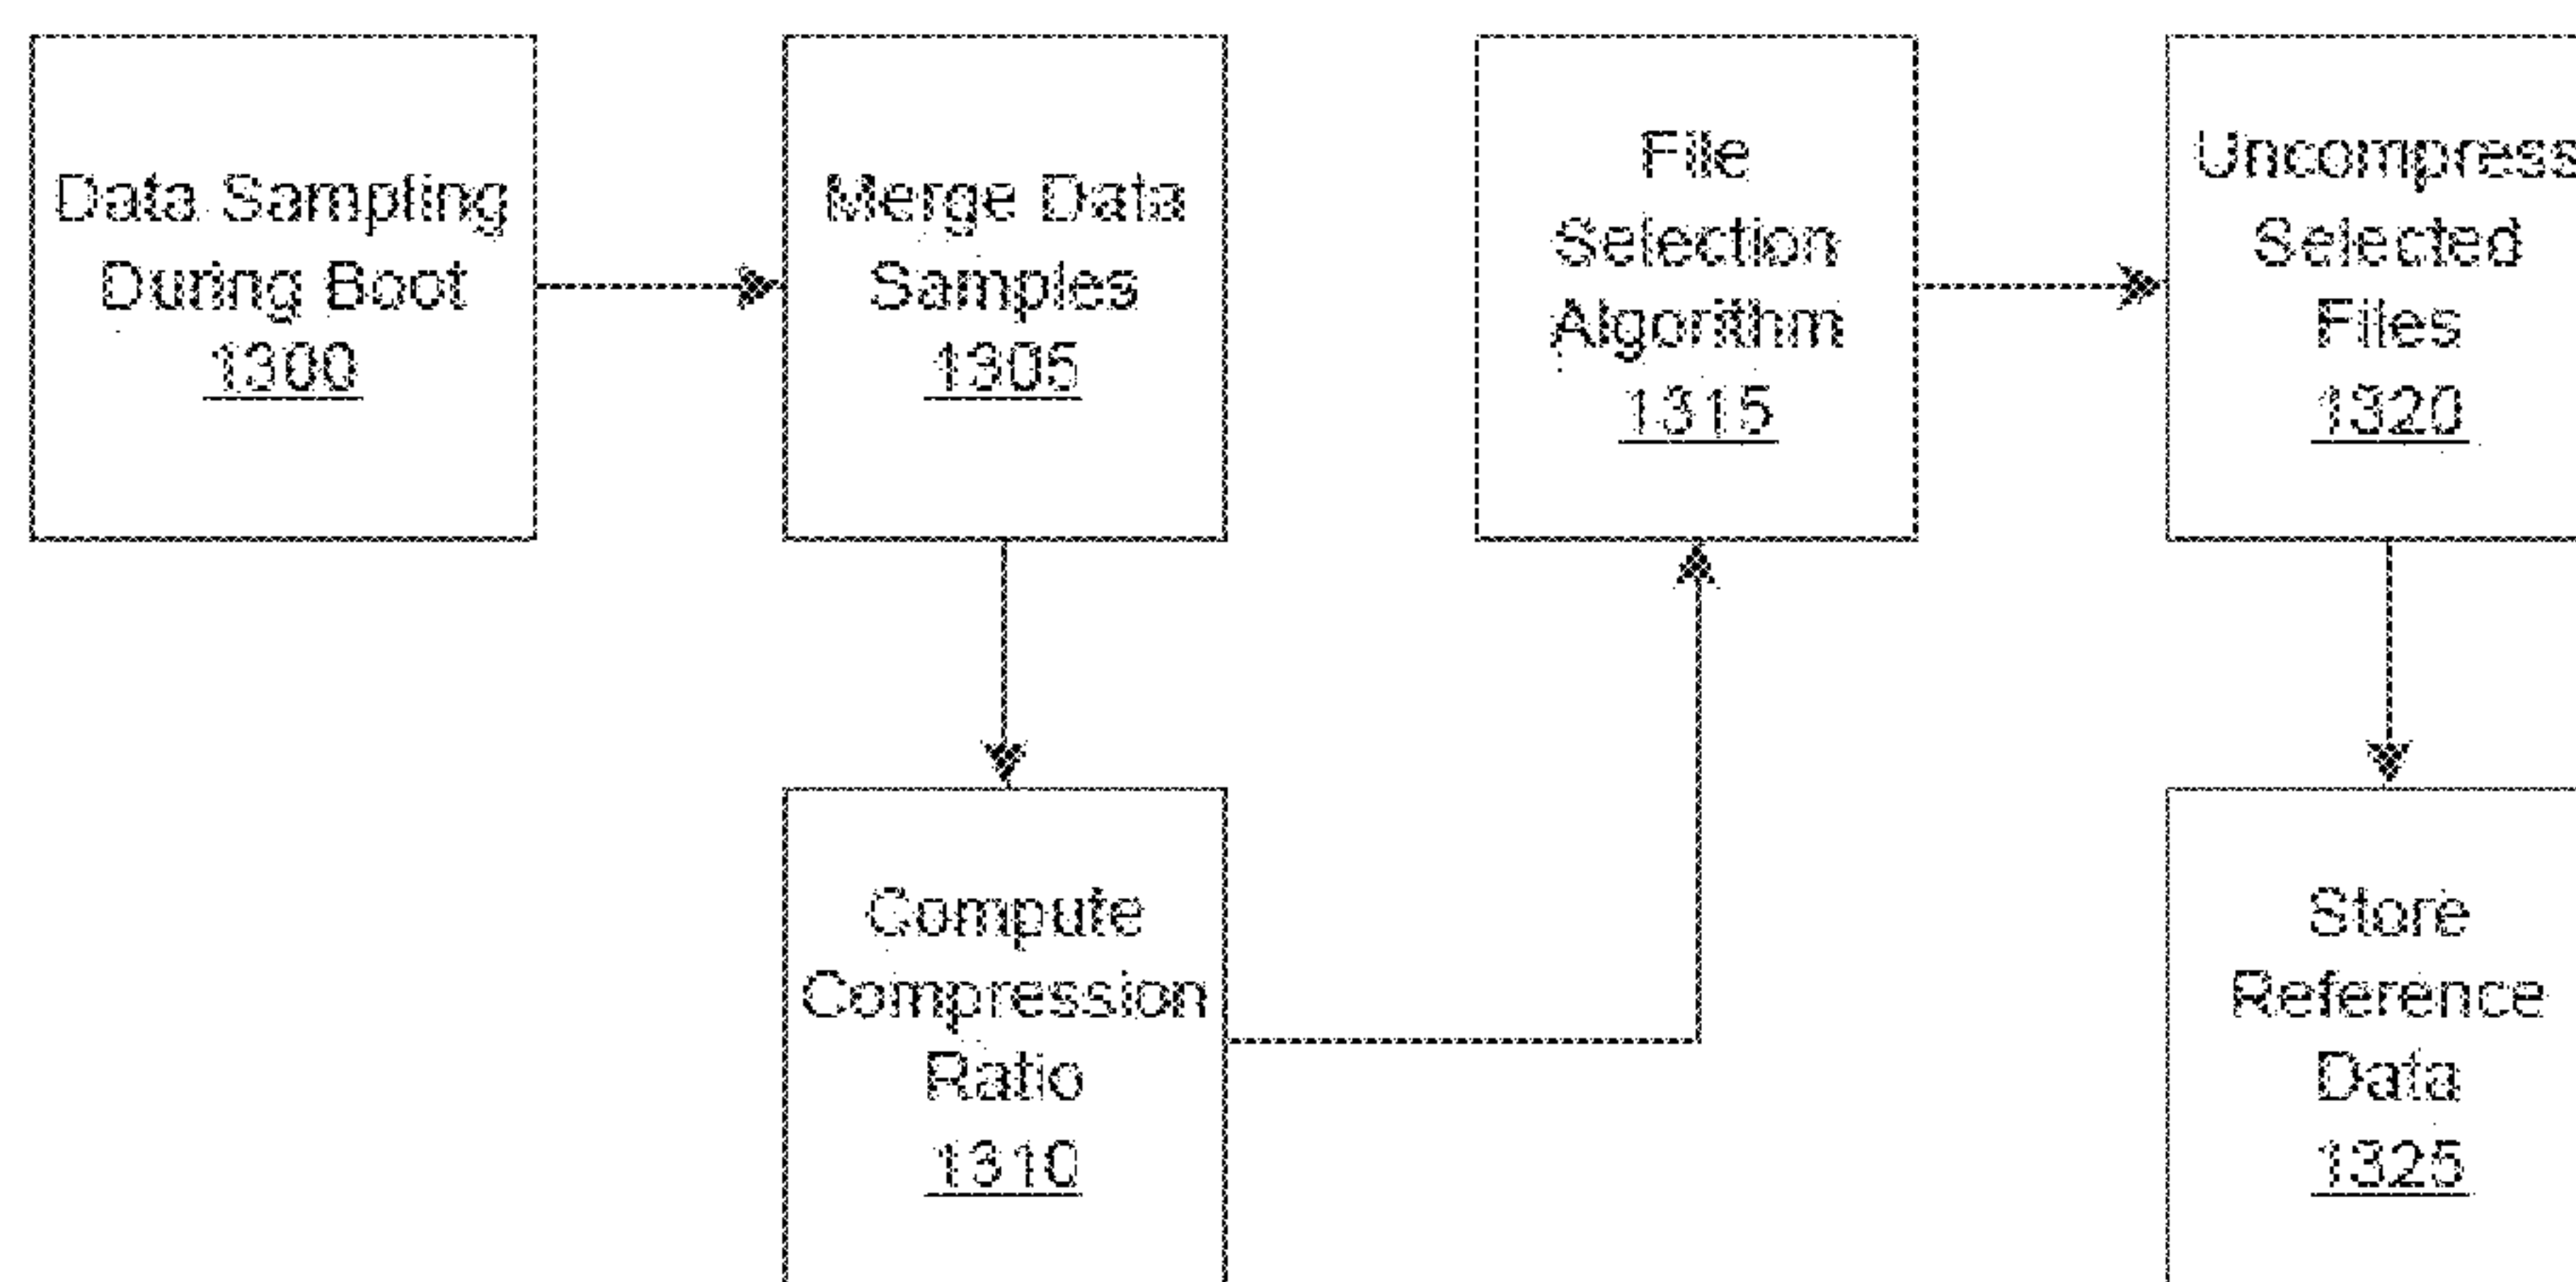 Data Sampling
During Boot
1300
Merge Data
Samples
1305
Compute
Compression
Ratio
1310
File
Selection
Algorithm
1315
Uncompress
Selected
Files
1320
Store
Reference
Data
1325